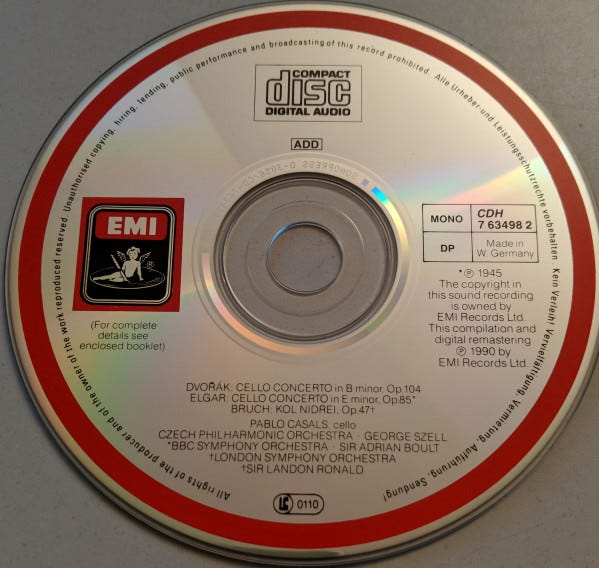 Unauthorised copying, hiring, lending, public performance and broadcasting of this record prohibited. Alle Urheber-und Leistungsschutzrechte vorbehalten. Kein Verleih! Vervielfältigung, Vermietung, Aufführung, Sendung!
All rights of the producer and of the owner of the work reproduced reserved.
COMPACT
disc
DIGITAL AUDIO
ADD
SONOPRESS
EMI
(For complete
details see
enclosed booklet)
MONO
CDH
7 63498 2
DP
Made in
W. Germany
*℗ 1945
The copyright in
this sound recording
is owned by
EMI Records Ltd.
This compilation and
digital remastering
℗ 1990 by
EMI Records Ltd.
DVOŘÁK: CELLO CONCERTO in B minor, Op.104
ELGAR: CELLO CONCERTO in E minor, Op.85*
BRUCH: KOL NIDREI, Op.47†
PABLO CASALS, cello
CZECH PHILHARMONIC ORCHESTRA · GEORGE SZELL
*BBC SYMPHONY ORCHESTRA · SIR ADRIAN BOULT
†LONDON SYMPHONY ORCHESTRA
†SIR LANDON RONALD
LC 0110